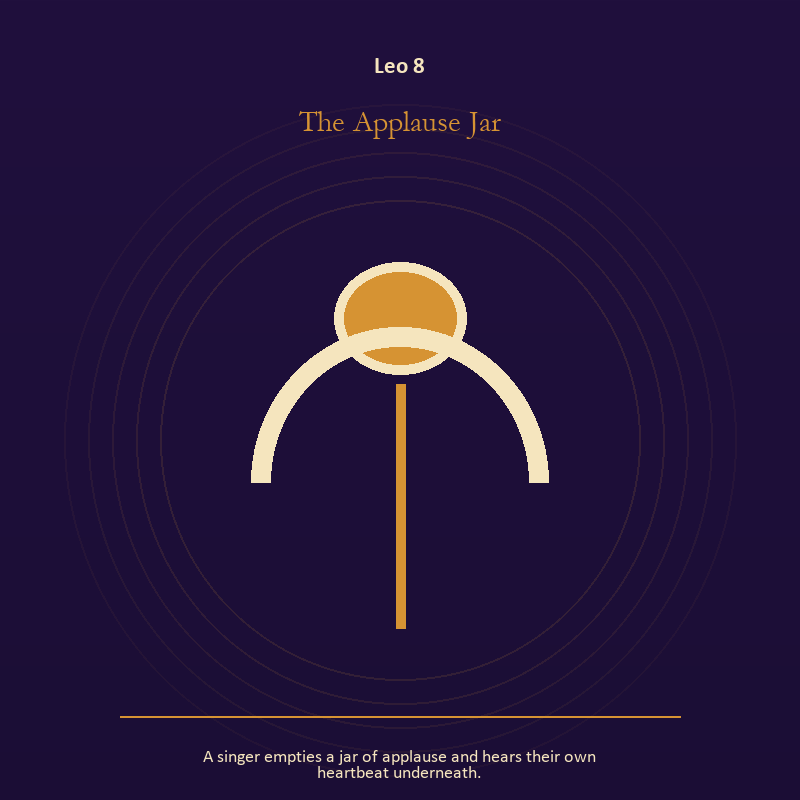 Leo 8
The Applause Jar
A singer empties a jar of applause and hears their own
heartbeat underneath.